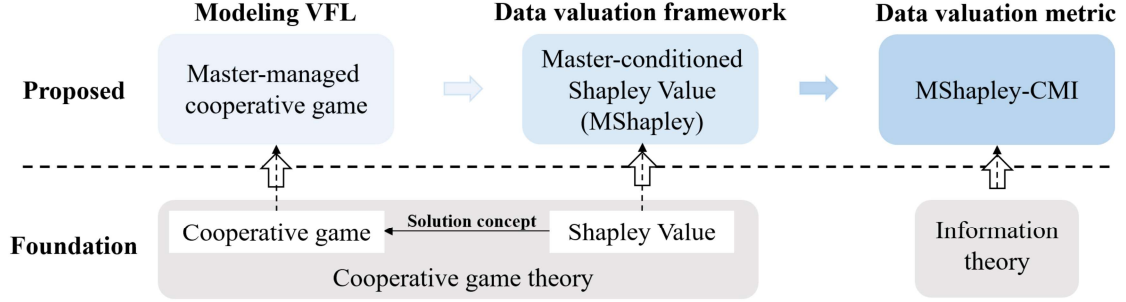 Modeling VFL
Data valuation framework
Data valuation metric
Proposed
Master-managed
cooperative game
Master-conditioned
Shapley Value
(MShapley)
MShapley-CMI
Foundation
Cooperative game
Solution concept
Shapley Value
Cooperative game theory
Information
theory